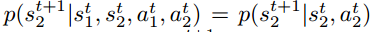 p(s_2^{t+1}|s_1^t, s_2^t, a_1^t, a_2^t) = p(s_2^{t+1}|s_2^t, a_2^t)